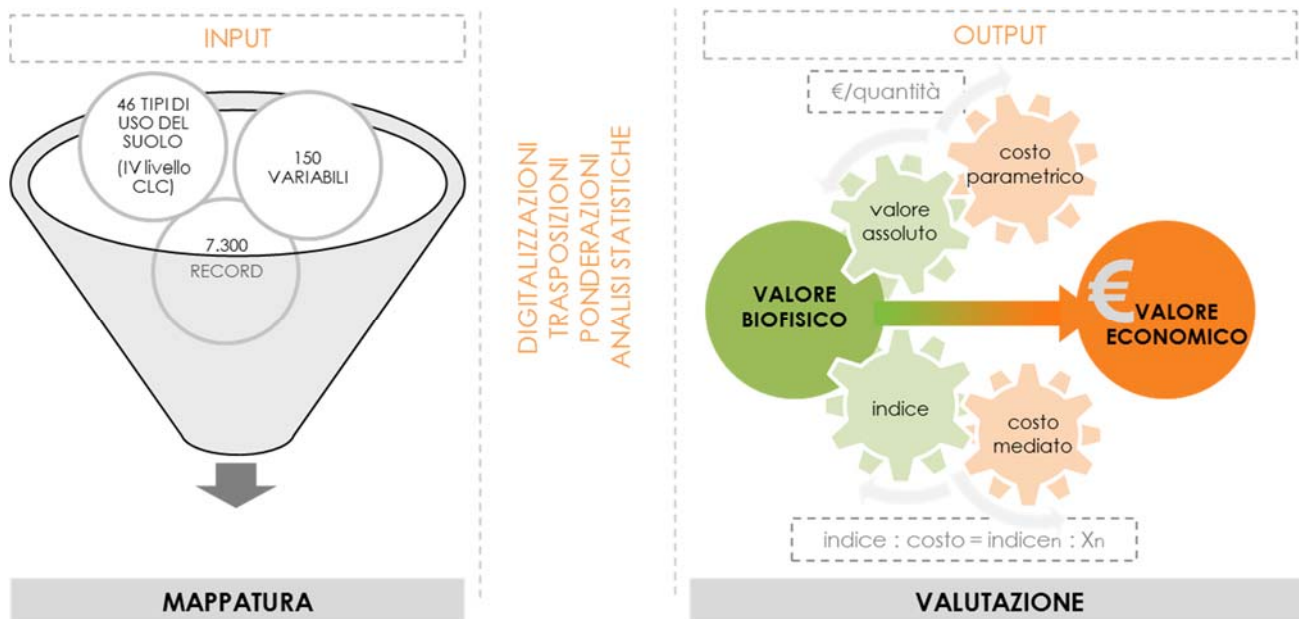 INPUT
46 TIPI DI
USO DEL
SUOLO
(IV livello
CLC)
150
VARIABILI
7.300
RECORD
MAPPATURA
DIGITALIZZAZIONI
TRASPOSIZIONI
PONDERAZIONI
ANALISI STATISTICHE
OUTPUT
€/quantità
costo
parametrico
valore
assoluto
VALORE
BIOFISICO
€
VALORE
ECONOMICO
indice
costo
mediato
indice : costo = indicen : Xn
VALUTAZIONE